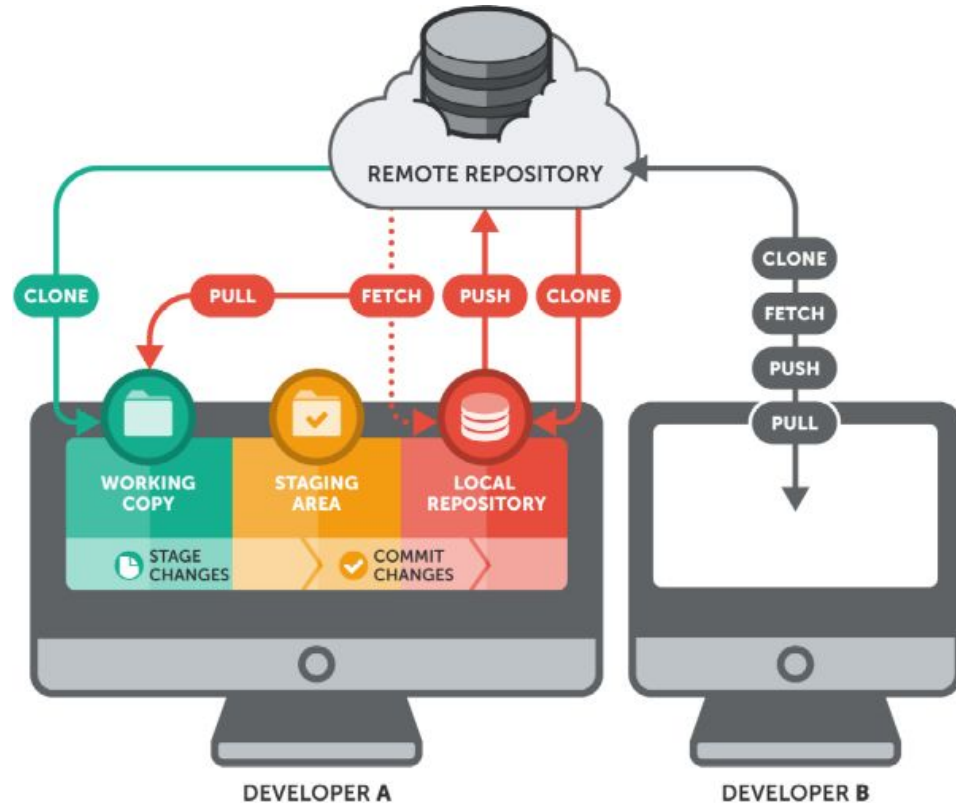 REMOTE REPOSITORY
CLONE
PULL
FETCH
PUSH
CLONE
CLONE
FETCH
PUSH
PULL
WORKING
COPY
STAGING
AREA
LOCAL
REPOSITORY
STAGE
CHANGES
COMMIT
CHANGES
DEVELOPER A
DEVELOPER B